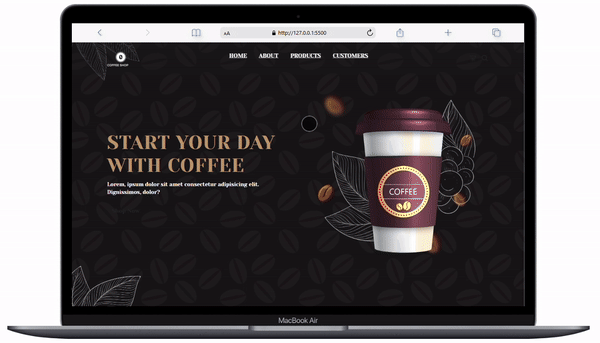 AA
http://127.0.0.1:5500
COFFEE SHOP
HOME ABOUT PRODUCTS CUSTOMERS
START YOUR DAY
WITH COFFEE
Lorem, ipsum dolor sit amet consectetur adipisicing elit.
Dignissimos, dolor?
COFFEE
MacBook Air